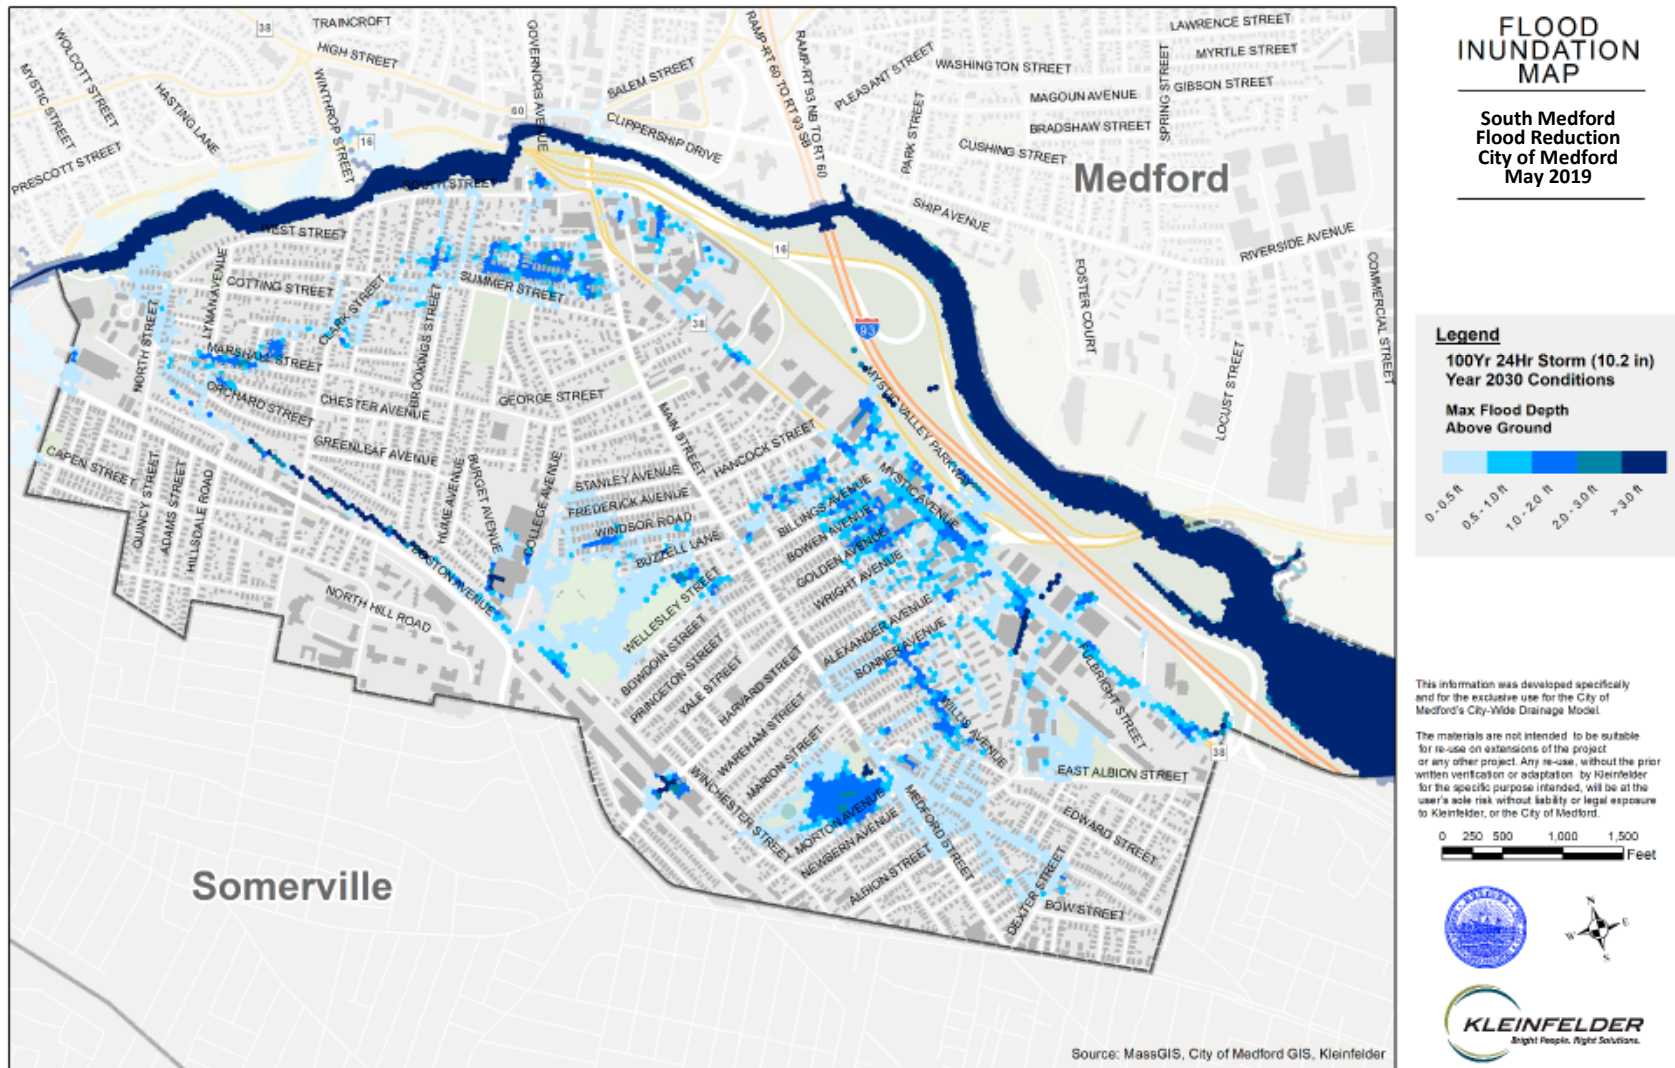 FLOOD
INUNDATION
MAP
South Medford
Flood Reduction
City of Medford
May 2019
Legend
100Yr 24Hr Storm (10.2 in)
Year 2030 Conditions
Max Flood Depth
Above Ground
0 - 0.5 ft
0.5 - 1.0 ft
1.0 - 2.0 ft
2.0 - 3.0 ft
> 3.0 ft
This information was developed specifically
and for the exclusive use for the City of
Medford's City-Wide Drainage Model.
The materials are not intended to be suitable
for re-use on extensions of the project
or any other project. Any re-use, without the prior
written verification or adaptation by Kleinfelder
for the specific purpose intended, will be at the
user's sole risk without liability or legal exposure
to Kleinfelder, or the City of Medford.
0 250 500 1,000 1,500
Feet
N
W
E
S
KLEINFELDER
Bright People. Right Solutions.
TRAINCROFT
38
HIGH STREET
WOLCOTT STREET
MYSTIC STREET
HASTING LANE
WINTHROP STREET
PRESCOTT STREET
16
60
GOVERNORS AVENUE
SALEM STREET
CLIPPERSHIP DRIVE
RAMP-RT 60 TO RT 93 SB
RAMP-RT 93 NB TO RT 60
PLEASANT STREET
WASHINGTON STREET
LAWRENCE STREET
MYRTLE STREET
GIBSON STREET
SPRING STREET
MAGOUN AVENUE
BRADSHAW STREET
PARK STREET
CUSHING STREET
Medford
SHIP AVENUE
RIVERSIDE AVENUE
FOSTER COURT
COMMERCIAL STREET
LOCUST STREET
SOUTH STREET
WEST STREET
LYMAN AVENUE
COTTING STREET
CLARK STREET
SUMMER STREET
BROOKINGS STREET
NORTH STREET
MARSHALL STREET
ORCHARD STREET
CHESTER AVENUE
GEORGE STREET
GREENLEAF AVENUE
16
38
93
MYSTIC VALLEY PARKWAY
MAIN STREET
HANCOCK STREET
CAPEN STREET
QUINCY STREET
ADAMS STREET
HILLSDALE ROAD
HUME AVENUE
BURGET AVENUE
COLLEGE AVENUE
STANLEY AVENUE
FREDERICK AVENUE
WINDSOR ROAD
BUZZELL LANE
MYSTIC AVENUE
BILLINGS AVENUE
BOWEN AVENUE
GOLDEN AVENUE
WRIGHT AVENUE
BOSTON AVENUE
NORTH HILL ROAD
WELLESLEY STREET
BOWDOIN STREET
PRINCETON STREET
YALE STREET
HARVARD STREET
ALEXANDER AVENUE
BONNER AVENUE
WAREHAM STREET
MARION STREET
WILLIS AVENUE
FULBRIGHT STREET
38
WINCHESTER STREET
MORTON AVENUE
NEWBERN AVENUE
ALBION STREET
MEDFORD STREET
EAST ALBION STREET
EDWARD STREET
DEXTER STREET
BOW STREET
Somerville
Source: MassGIS, City of Medford GIS, Kleinfelder